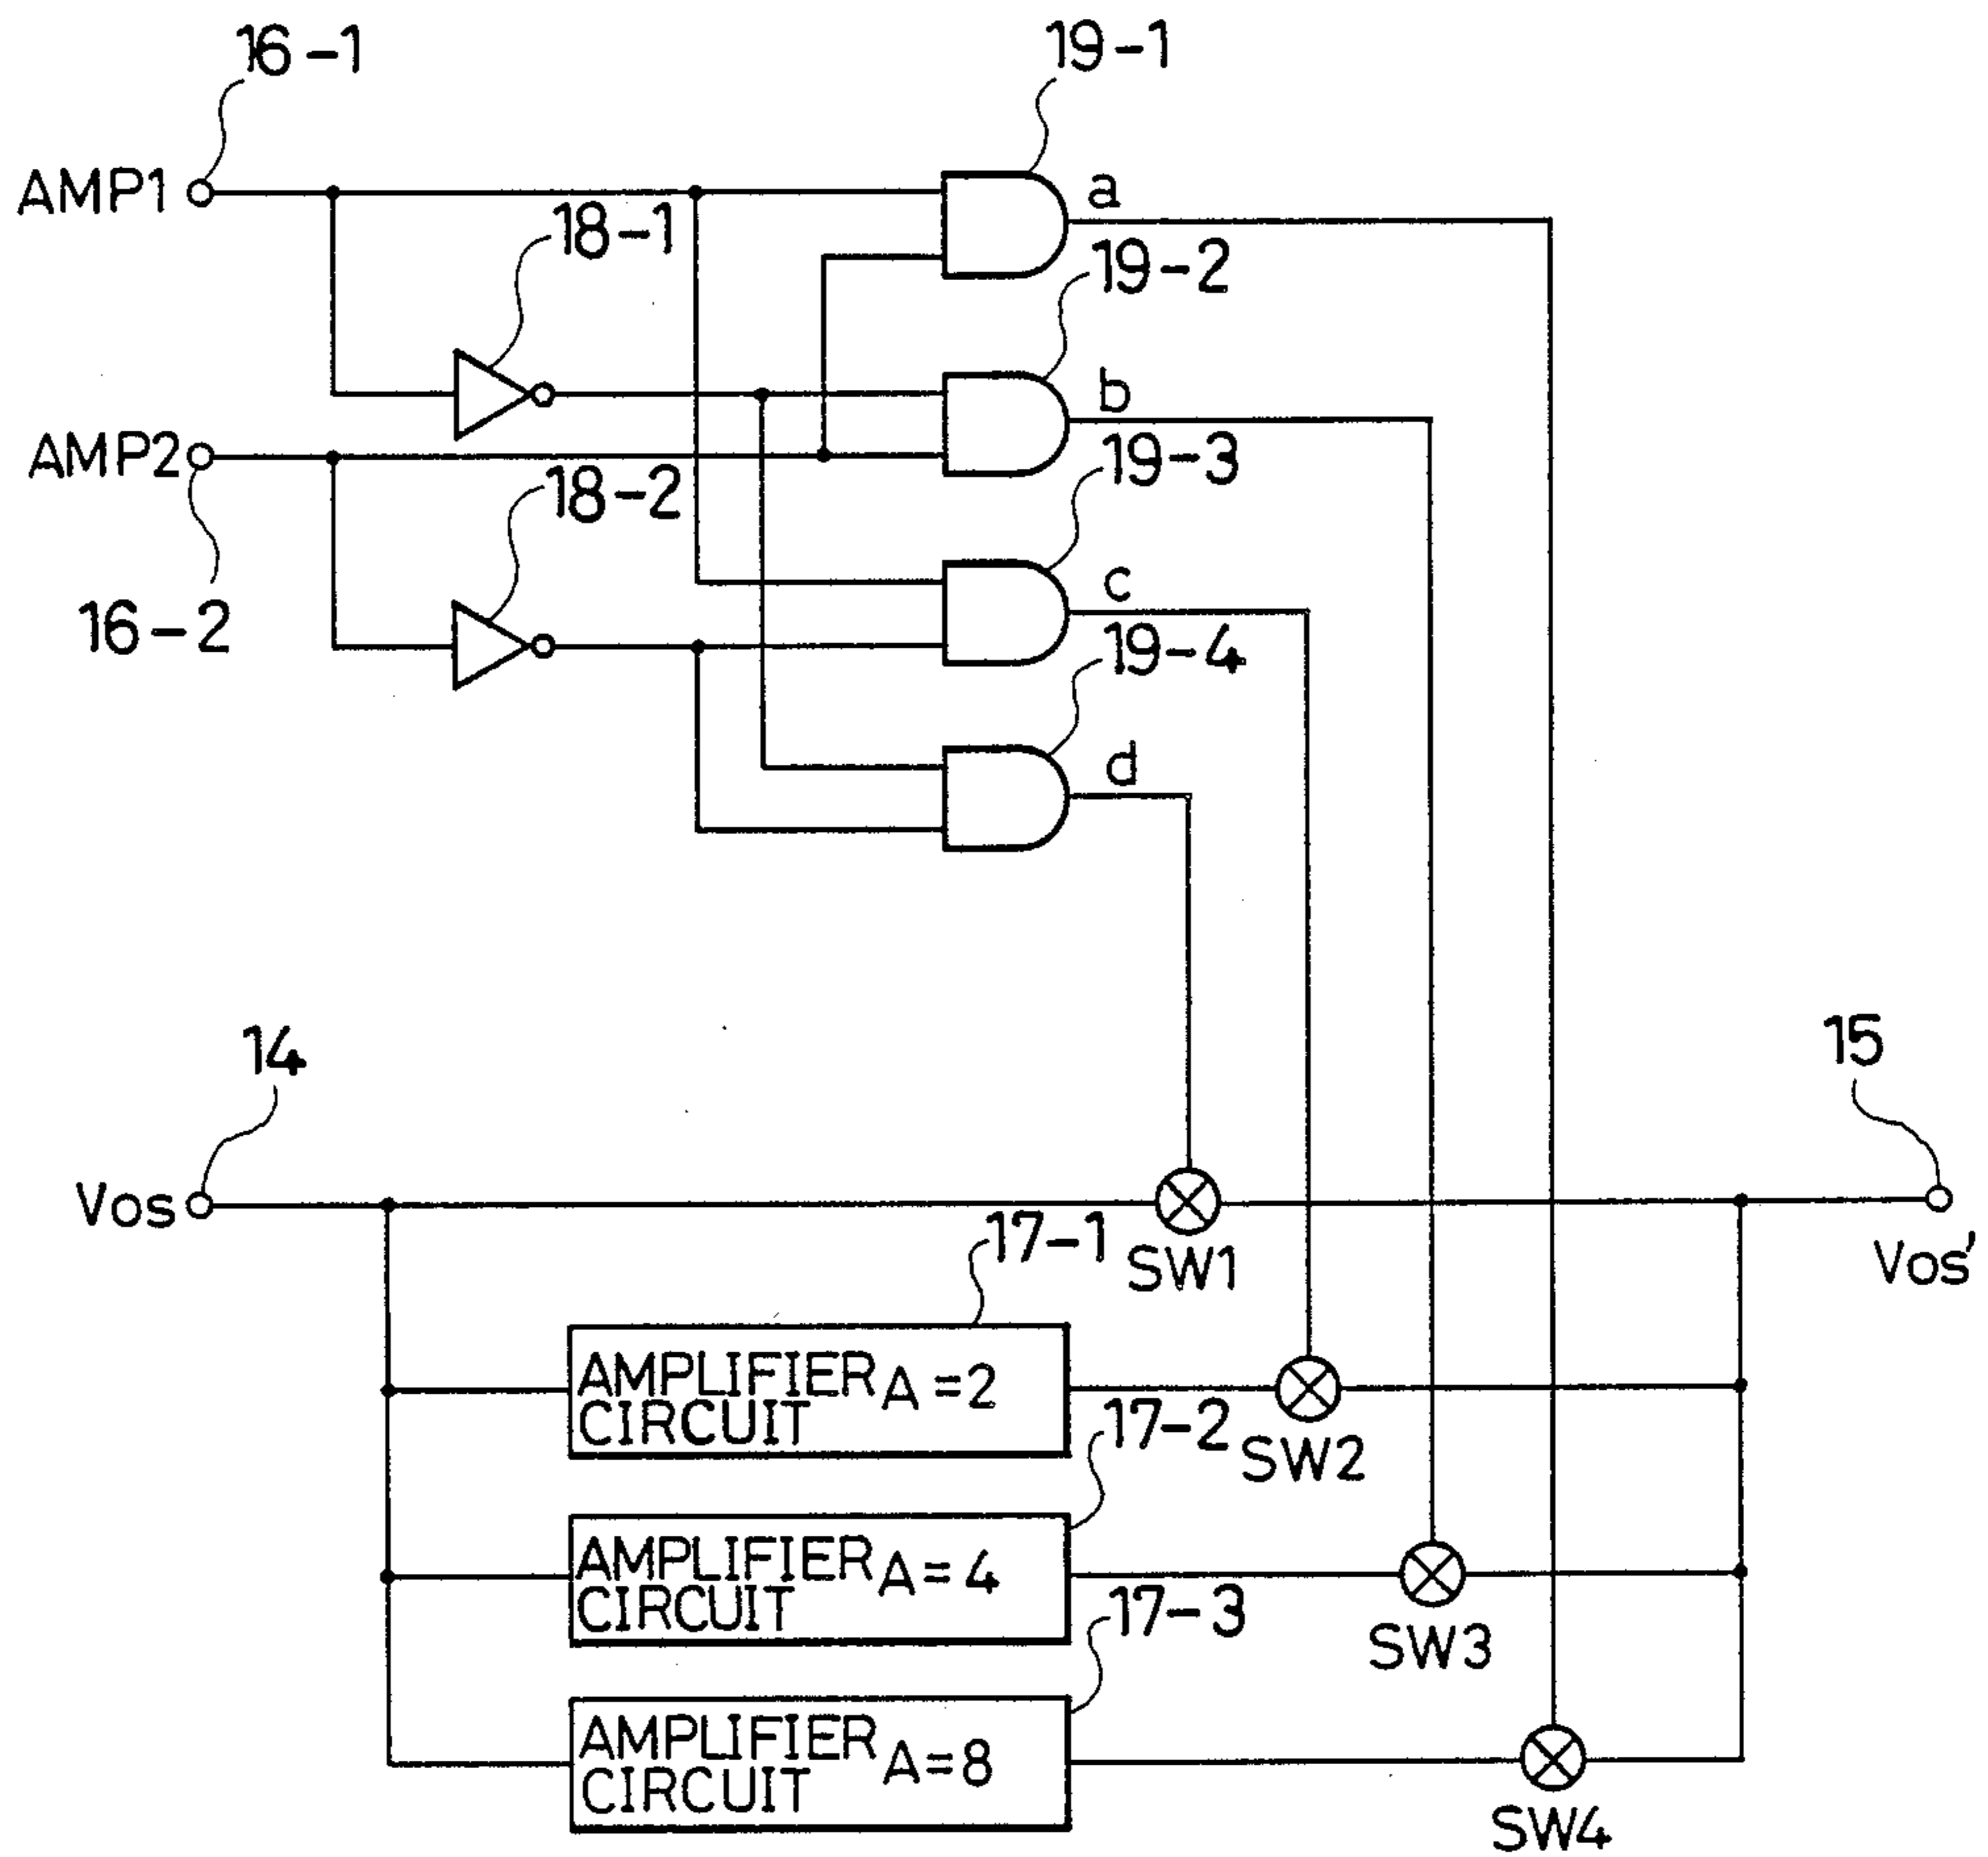 16-1
19-1
AMP1
a
18-1
19-2
b
AMP2
19-3
18-2
c
16-2
19-4
d
14
15
Vos
17-1
SW1
Vos'
AMPLIFIER
CIRCUIT
A=2
17-2
SW2
AMPLIFIER
CIRCUIT
A=4
17-3
SW3
AMPLIFIER
CIRCUIT
A=8
SW4